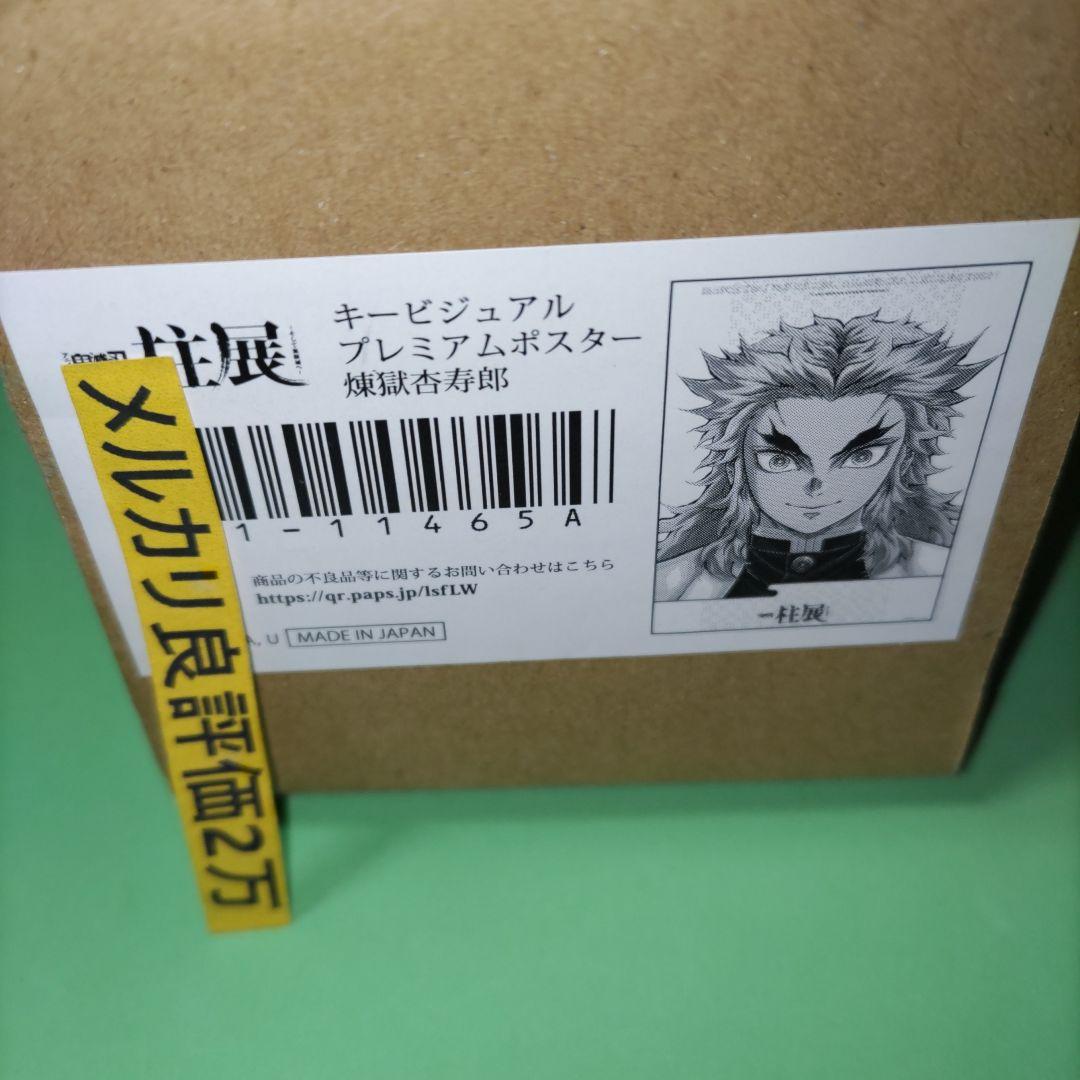 柱展
キービジュアル
プレミアムポスター
煉獄杏寿郎
1-11465A
商品の不良品等に関するお問い合わせはこちら
https://qr.paps.jp/lsfLW
A, U MADE IN JAPAN
柱展
メルカリ良評価2万